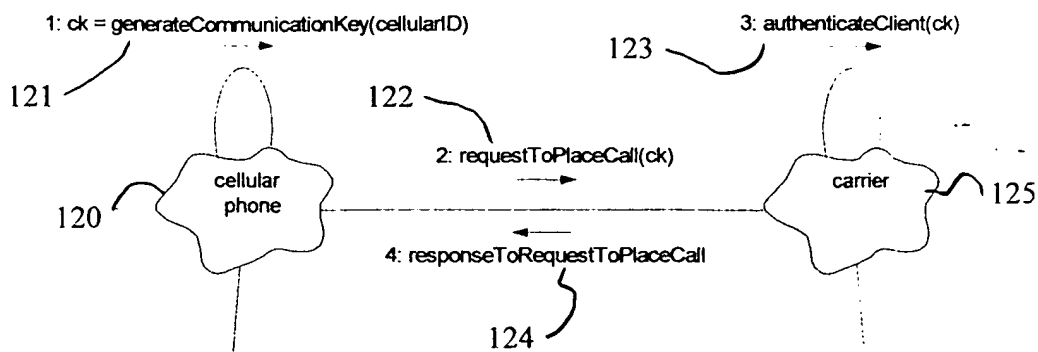 1: ck = generateCommunicationKey(cellularID)
3: authenticateClient(ck)
123
121
122
2: requestToPlaceCall(ck)
cellular
phone
carrier
120
125
4: responseToRequestToPlaceCall
124